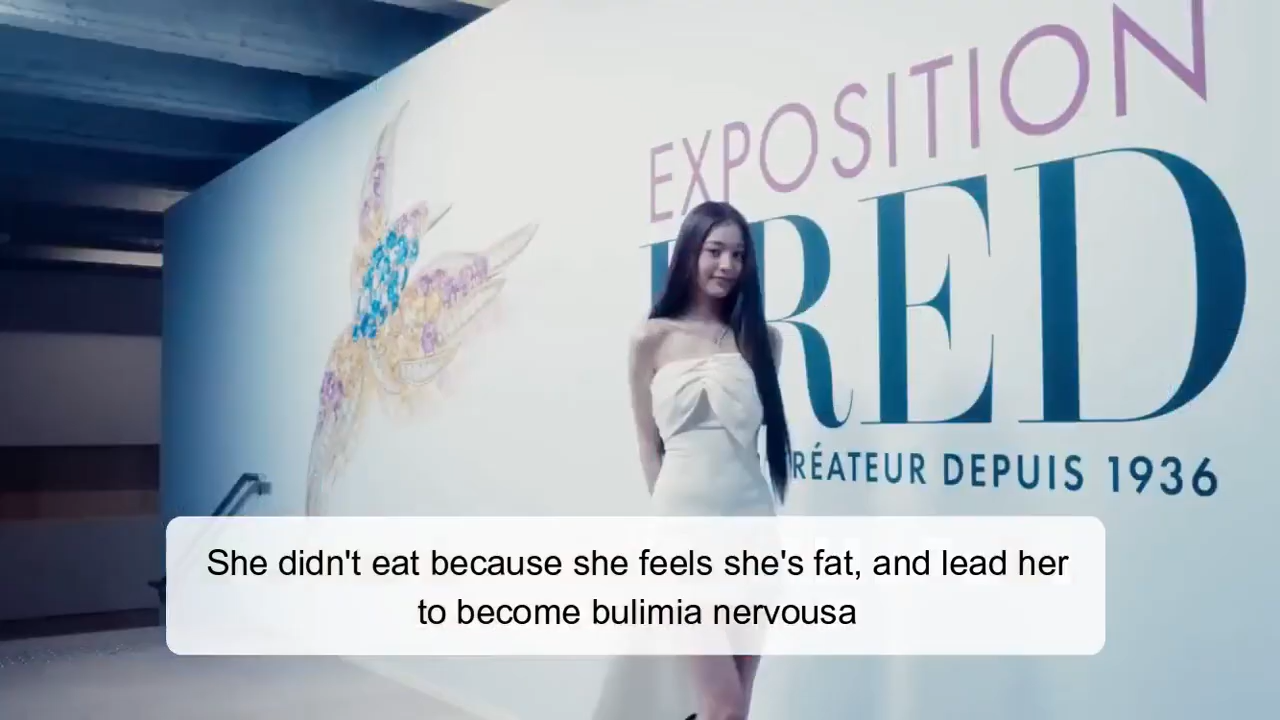 EXPOSITION
FRED
CRÉATEUR DEPUIS 1936
She didn't eat because she feels she's fat, and lead her
to become bulimia nervousa